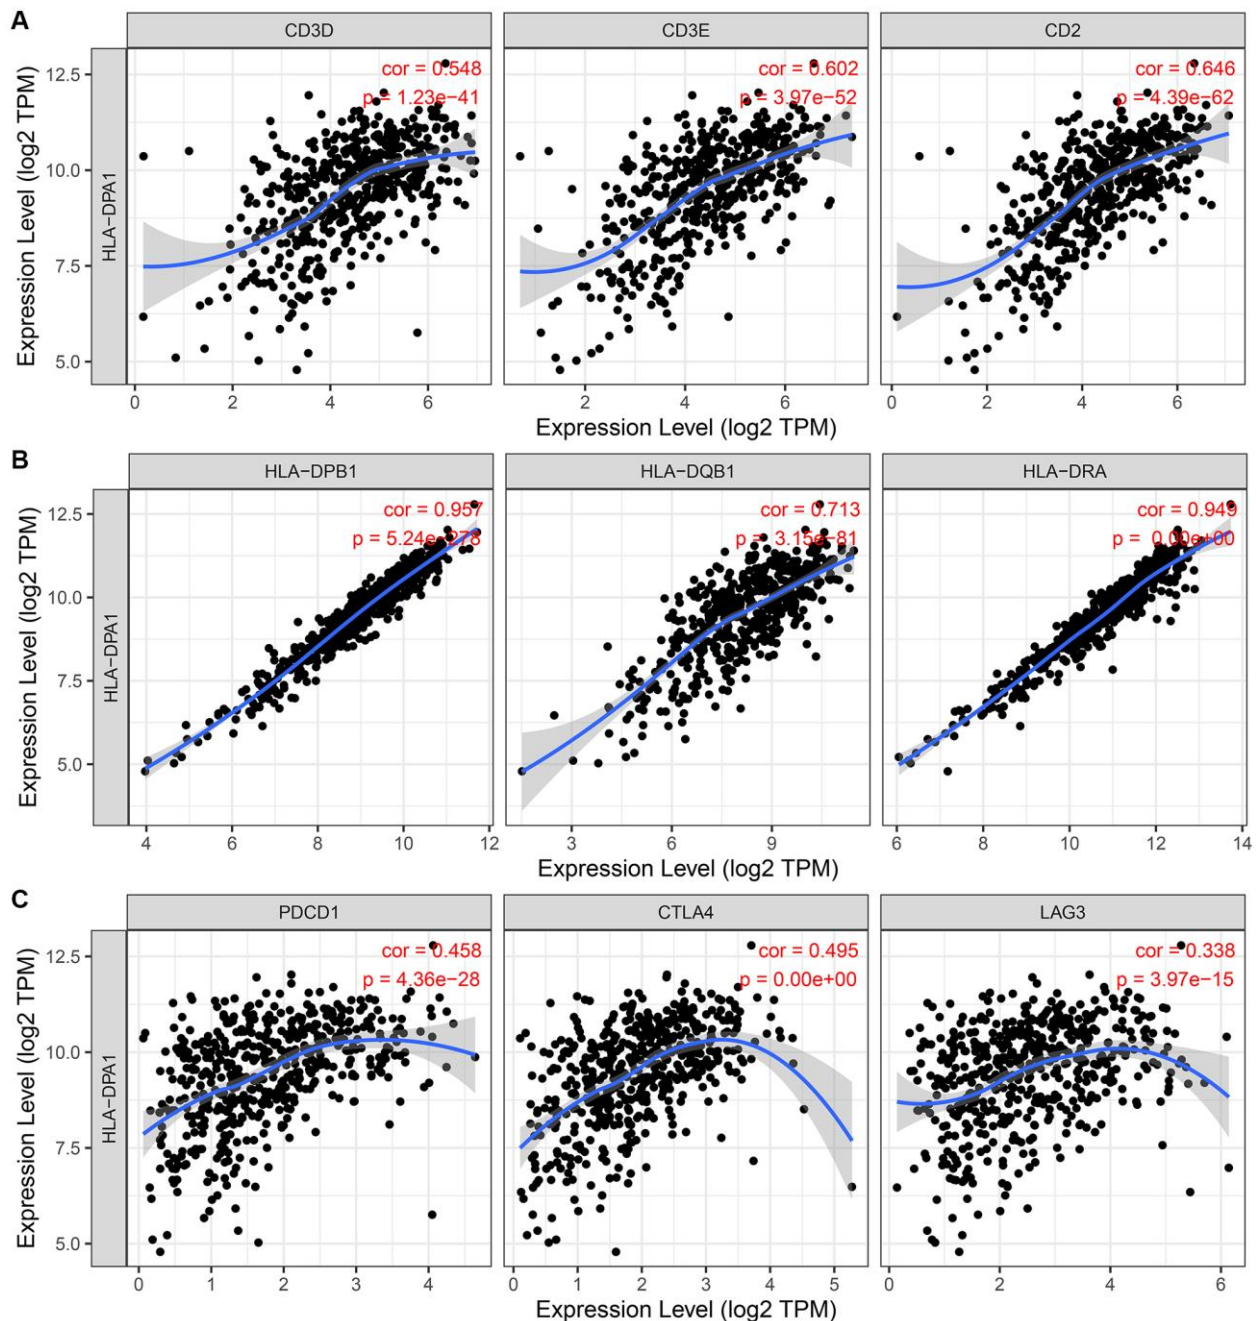 A
CD3D
CD3E
CD2
cor = 0.548
p = 1.23e−41
cor = 0.602
p = 3.97e−52
cor = 0.646
p = 4.39e−62
Expression Level (log2 TPM)
HLA−DPA1
12.5
10.0
7.5
5.0
0 2 4 6
2 4 6
0 2 4 6
Expression Level (log2 TPM)
B
HLA−DPB1
HLA−DQB1
HLA−DRA
cor = 0.957
p = 5.24e−278
cor = 0.713
p = 3.15e−81
cor = 0.949
p = 0.00e+00
Expression Level (log2 TPM)
HLA−DPA1
12.5
10.0
7.5
5.0
4 6 8 10 12
3 6 9
6 8 10 12 14
Expression Level (log2 TPM)
C
PDCD1
CTLA4
LAG3
cor = 0.458
p = 4.36e−28
cor = 0.495
p = 0.00e+00
cor = 0.338
p = 3.97e−15
Expression Level (log2 TPM)
HLA−DPA1
12.5
10.0
7.5
5.0
0 1 2 3 4
0 1 2 3 4 5
0 2 4 6
Expression Level (log2 TPM)